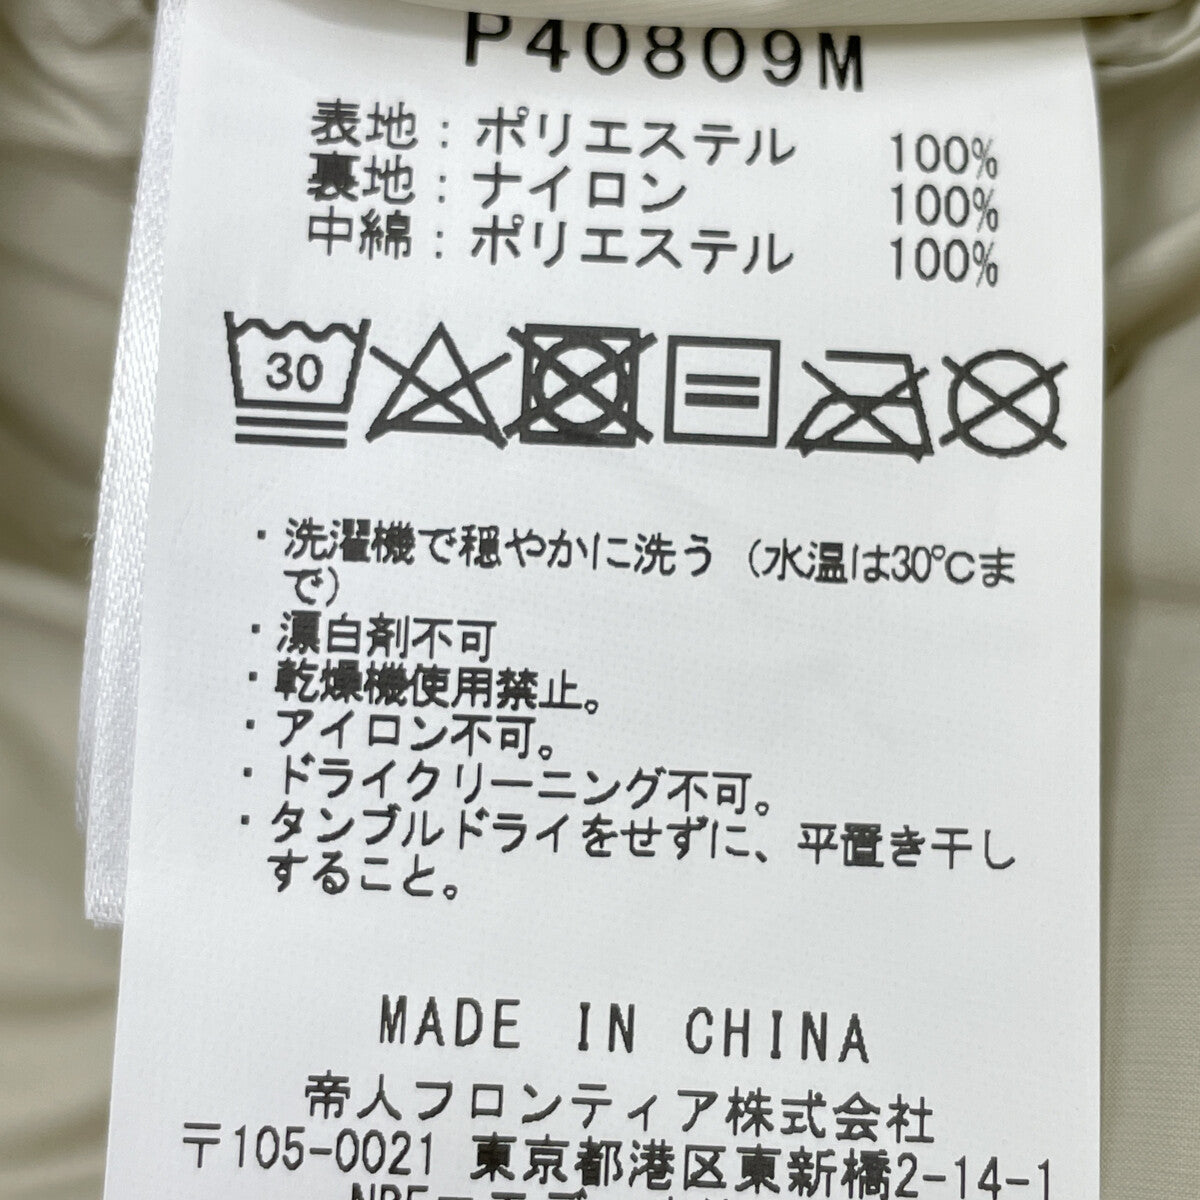 P40809M
表地：ポリエステル 100%
裏地：ナイロン 100%
中綿：ポリエステル 100%
30
・洗濯機で穏やかに洗う（水温は30℃ま
で）
・漂白剤不可
・乾燥機使用禁止。
・アイロン不可。
・ドライクリーニング不可。
・タンブルドライをせずに、平置き干し
すること。
MADE IN CHINA
帝人フロンティア株式会社
〒105-0021 東京都港区東新橋2-14-1